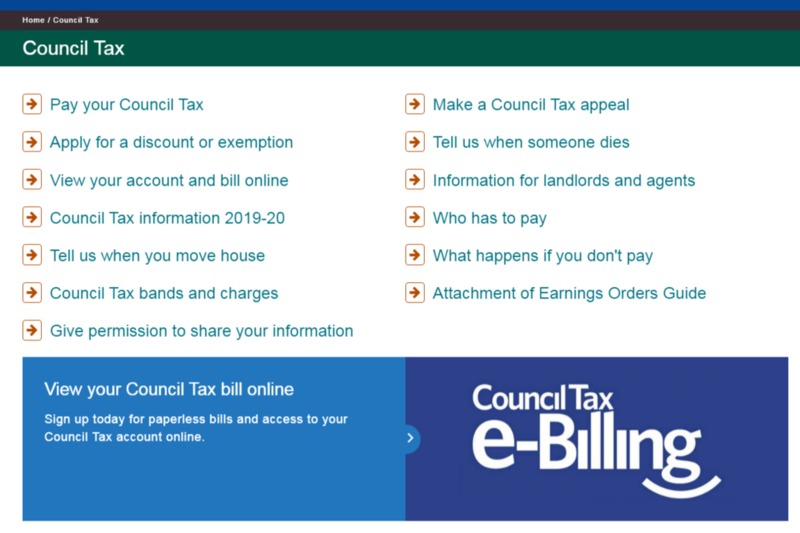 Home / Council Tax
Council Tax
Pay your Council Tax
Apply for a discount or exemption
View your account and bill online
Council Tax information 2019-20
Tell us when you move house
Council Tax bands and charges
Give permission to share your information
Make a Council Tax appeal
Tell us when someone dies
Information for landlords and agents
Who has to pay
What happens if you don't pay
Attachment of Earnings Orders Guide
View your Council Tax bill online
Sign up today for paperless bills and access to your
Council Tax account online.
Council Tax
e-Billing